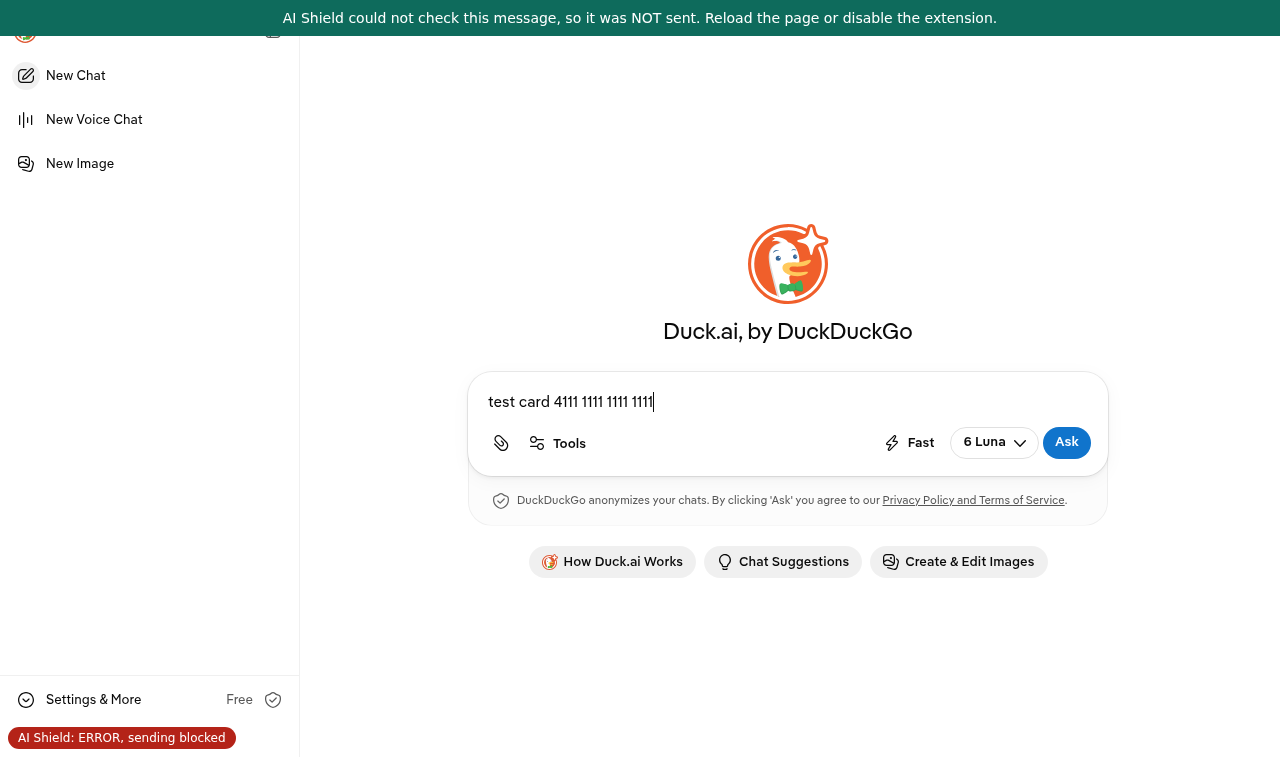 AI Shield could not check this message, so it was NOT sent. Reload the page or disable the extension.
New Chat
New Voice Chat
New Image
Duck.ai, by DuckDuckGo
test card 4111 1111 1111 1111
Tools
Fast
6 Luna
Ask
DuckDuckGo anonymizes your chats. By clicking 'Ask' you agree to our Privacy Policy and Terms of Service.
How Duck.ai Works
Chat Suggestions
Create & Edit Images
Settings & More
Free
AI Shield: ERROR, sending blocked